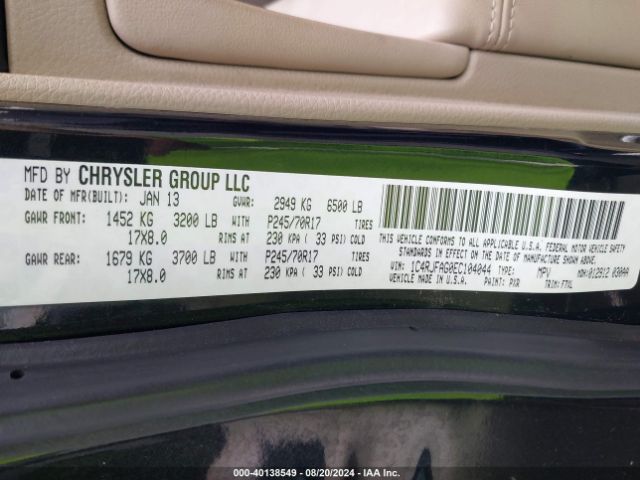 MFD BY CHRYSLER GROUP LLC
DATE OF MFR(BUILT): JAN 13 GVWR: 2949 KG 6500 LB
GAWR FRONT: 1452 KG 3200 LB WITH P245/70R17 TIRES
17X8.0 RIMS AT 230 KPA ( 33 PSI) COLD
GAWR REAR: 1679 KG 3700 LB WITH P245/70R17 TIRES
17X8.0 RIMS AT 230 KPA ( 33 PSI) COLD
THIS VEHICLE CONFORMS TO ALL APPLICABLE U.S.A. FEDERAL MOTOR VEHICLE SAFETY
STANDARDS IN EFFECT ON THE DATE OF MANUFACTURE SHOWN ABOVE.
VIN: 1C4RJFAG0EC104044 TYPE: MPV MDH:
VEHICLE MADE IN U.S.A. PAINT: PXR TRIM:
000-40138549 - 08/20/2024 - IAA Inc.